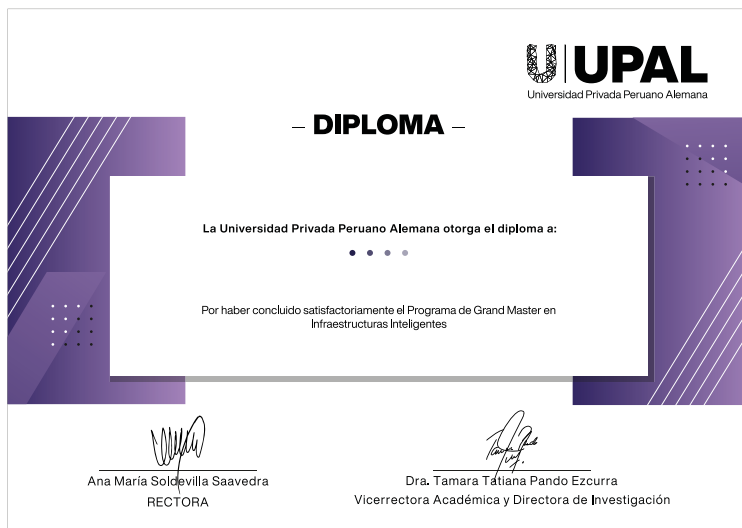 UPAL
Universidad Privada Peruano Alemana
– DIPLOMA –
La Universidad Privada Peruano Alemana otorga el diploma a:
Por haber concluido satisfactoriamente el Programa de Grand Master en
Infraestructuras Inteligentes
Ana María Soldevilla Saavedra
RECTORA
Dra. Tamara Tatiana Pando Ezcurra
Vicerrectora Académica y Directora de Investigación